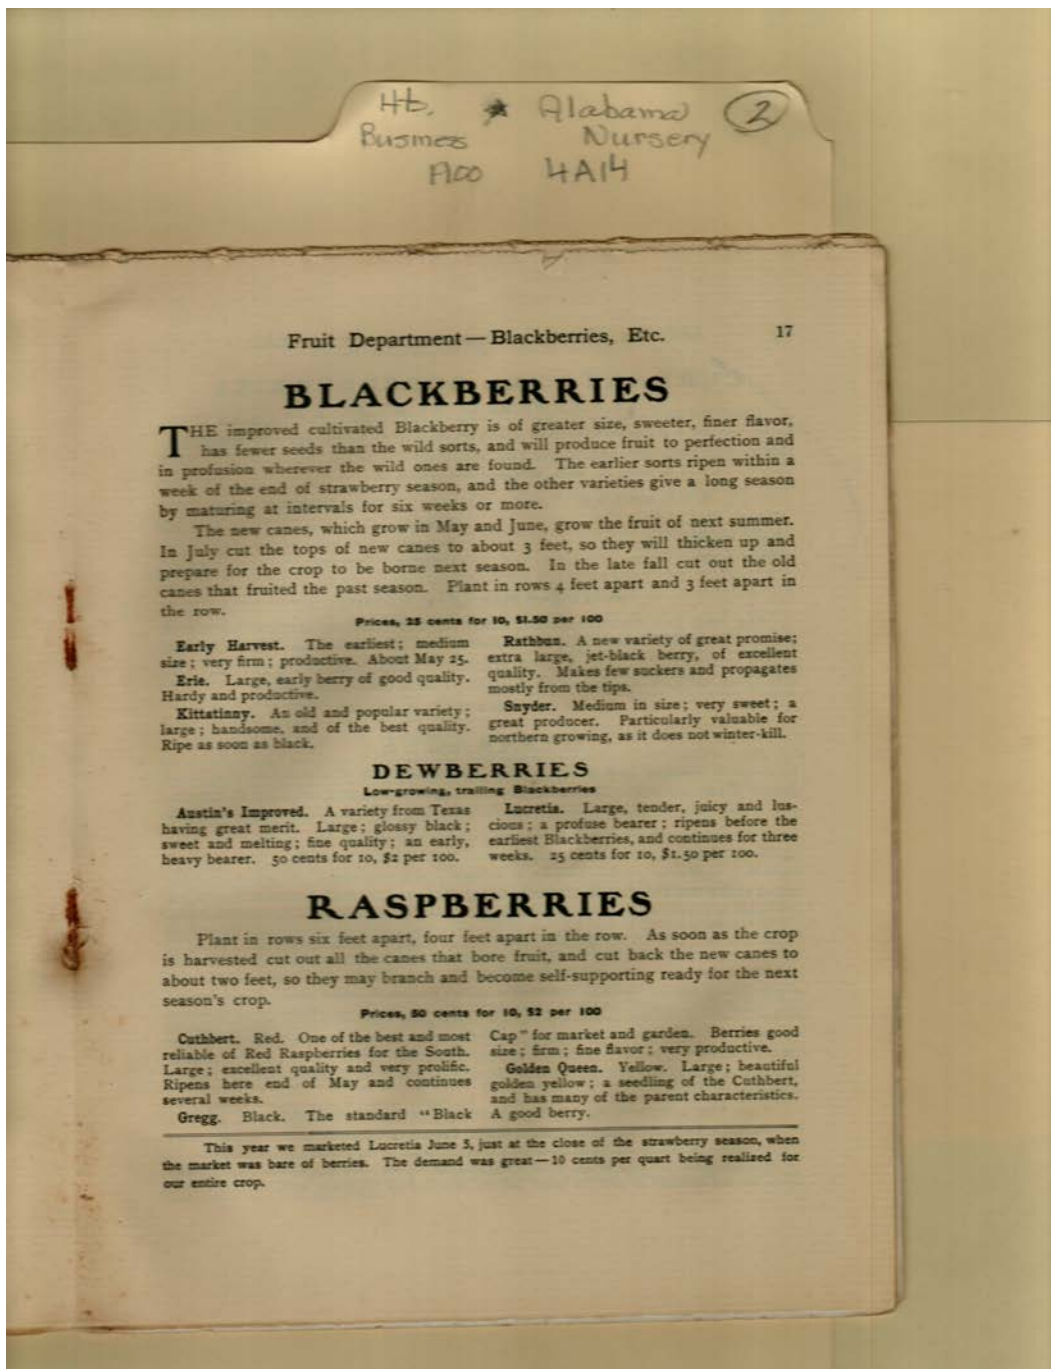 Hb. * Alabama 2
Business Nursery
A00 4A14
Fruit Department — Blackberries, Etc. 17
BLACKBERRIES
THE improved cultivated Blackberry is of greater size, sweeter, finer flavor,
has fewer seeds than the wild sorts, and will produce fruit to perfection and
in profusion wherever the wild ones are found. The earlier sorts ripen within a
week of the end of strawberry season, and the other varieties give a long season
by maturing at intervals for six weeks or more.
The new canes, which grow in May and June, grow the fruit of next summer.
In July cut the tops of new canes to about 3 feet, so they will thicken up and
prepare for the crop to be borne next season. In the late fall cut out the old
canes that fruited the past season. Plant in rows 4 feet apart and 3 feet apart in
the row.
Prices, 25 cents for 10, $1.50 per 100
Early Harvest. The earliest; medium
size; very firm; productive. About May 25.
Erie. Large, early berry of good quality.
Hardy and productive.
Kittatinny. An old and popular variety;
large; handsome, and of the best quality.
Ripe as soon as black.
Rathbun. A new variety of great promise;
extra large, jet-black berry, of excellent
quality. Makes few suckers and propagates
mostly from the tips.
Snyder. Medium in size; very sweet; a
great producer. Particularly valuable for
northern growing, as it does not winter-kill.
DEWBERRIES
Low-growing, trailing Blackberries
Austin's Improved. A variety from Texas
having great merit. Large; glossy black;
sweet and melting; fine quality; an early,
heavy bearer. 50 cents for 10, $2 per 100.
Lucretia. Large, tender, juicy and lus-
cious; a profuse bearer; ripens before the
earliest Blackberries, and continues for three
weeks. 25 cents for 10, $1.50 per 100.
RASPBERRIES
Plant in rows six feet apart, four feet apart in the row. As soon as the crop
is harvested cut out all the canes that bore fruit, and cut back the new canes to
about two feet, so they may branch and become self-supporting ready for the next
season's crop.
Prices, 50 cents for 10, $2 per 100
Cuthbert. Red. One of the best and most
reliable of Red Raspberries for the South.
Large; excellent quality and very prolific.
Ripens here end of May and continues
several weeks.
Gregg. Black. The standard "Black
Cap" for market and garden. Berries good
size; firm; fine flavor; very productive.
Golden Queen. Yellow. Large; beautiful
golden yellow; a seedling of the Cuthbert,
and has many of the parent characteristics.
A good berry.
This year we marketed Lucretia June 5, just at the close of the strawberry season, when
the market was bare of berries. The demand was great—10 cents per quart being realized for
our entire crop.